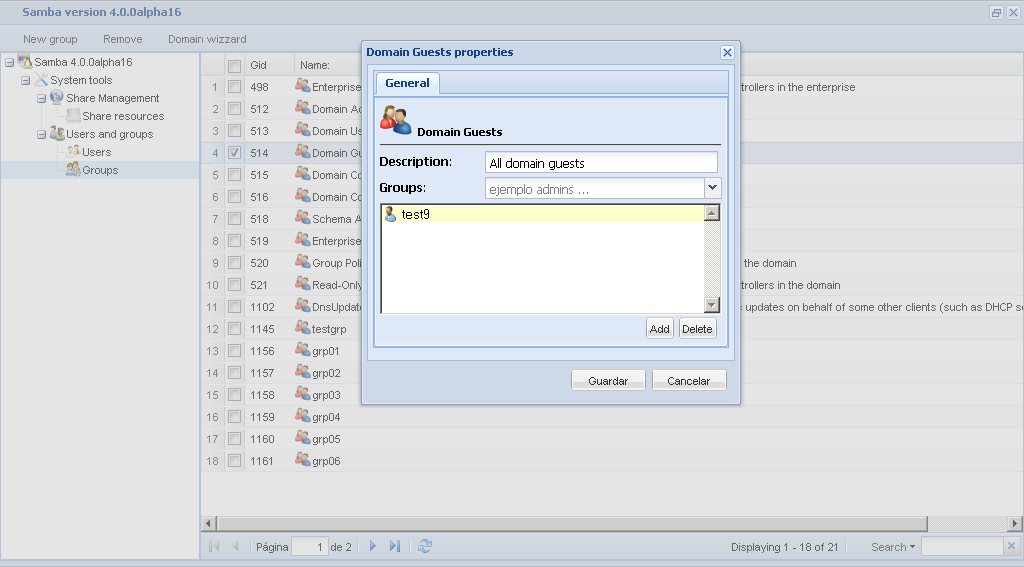 Samba version 4.0.0alpha16
New group Remove Domain wizzard
Samba 4.0.0alpha16
System tools
Share Management
Share resources
Users and groups
Users
Groups
Gid Name:
1 498 Enterprise trollers in the enterprise
2 512 Domain Ad
3 513 Domain Us
4 514 Domain Gu
5 515 Domain Co
6 516 Domain Co
7 518 Schema A
8 519 Enterprise
9 520 Group Poli the domain
10 521 Read-Only trollers in the domain
11 1102 DnsUpdate updates on behalf of some other clients (such as DHCP se
12 1145 testgrp
13 1156 grp01
14 1157 grp02
15 1158 grp03
16 1159 grp04
17 1160 grp05
18 1161 grp06
Domain Guests properties
General
Domain Guests
Description: All domain guests
Groups: ejemplo admins ...
test9
Add Delete
Guardar Cancelar
Página 1 de 2 Displaying 1 - 18 of 21 Search